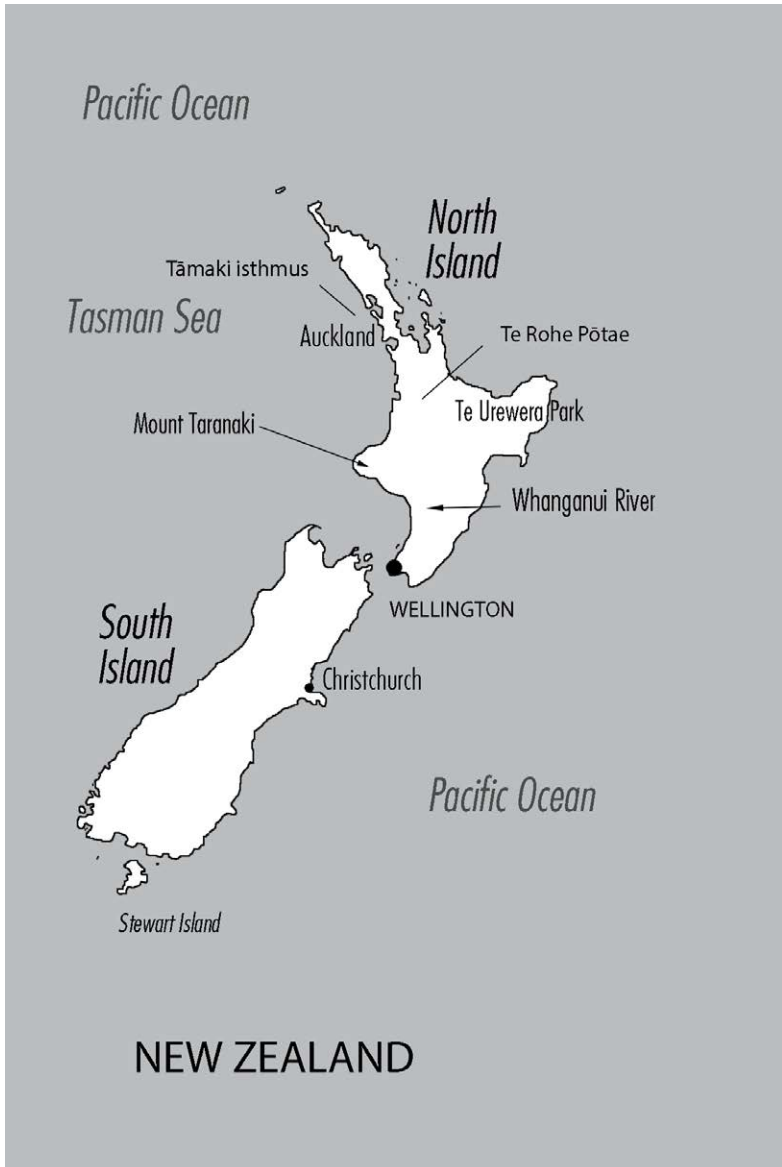 Pacific Ocean
North
Island
Tāmaki isthmus
Tasman Sea
Auckland
Te Rohe Pōtae
Te Urewera Park
Mount Taranaki
Whanganui River
WELLINGTON
South
Island
Christchurch
Pacific Ocean
Stewart Island
NEW ZEALAND